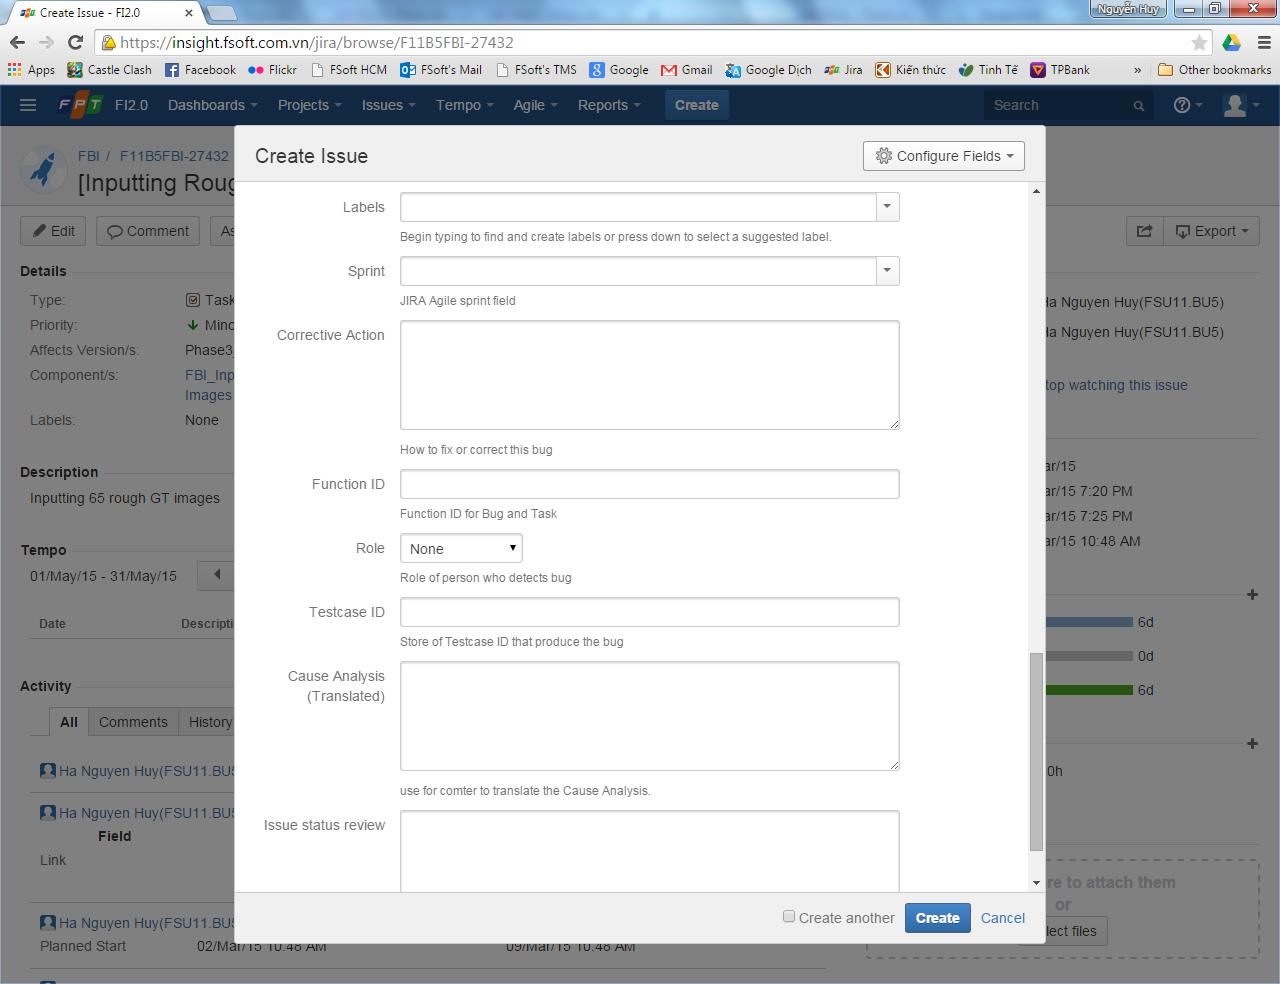 Create Issue - FI2.0
Nguyễn Huy
https://insight.fsoft.com.vn/jira/browse/F11B5FBI-27432
Apps Castle Clash Facebook Flickr FSoft HCM FSoft's Mail FSoft's TMS Google Gmail Google Dịch Jira Kiến thức Tinh Tế TPBank » Other bookmarks
FPT FI2.0 Dashboards Projects Issues Tempo Agile Reports Create Search
Create Issue
Configure Fields
FBI / F11B5FBI-27432
[Inputting Roug
Edit Comment As
Export
Details
Type: Task
Priority: Mino
Affects Version/s: Phase3
Component/s: FBI_Inp
Images
Labels: None
Description
Inputting 65 rough GT images
Tempo
01/May/15 - 31/May/15
Date Descripti
Activity
All Comments History
Ha Nguyen Huy(FSU11.BU5
Ha Nguyen Huy(FSU11.BU5
Field
Link
Ha Nguyen Huy(FSU11.BU5
Planned Start 02/Mar/15 10:48 AM 09/Mar/15 10:48 AM
Labels
Begin typing to find and create labels or press down to select a suggested label.
Sprint
JIRA Agile sprint field
Corrective Action
How to fix or correct this bug
Function ID
Function ID for Bug and Task
Role None
Role of person who detects bug
Testcase ID
Store of Testcase ID that produce the bug
Cause Analysis
(Translated)
use for comter to translate the Cause Analysis.
Issue status review
Create another Create Cancel
Ha Nguyen Huy(FSU11.BU5)
Ha Nguyen Huy(FSU11.BU5)
top watching this issue
ar/15
ar/15 7:20 PM
ar/15 7:25 PM
ar/15 10:48 AM
6d
0d
6d
0h
re to attach them
or
lect files